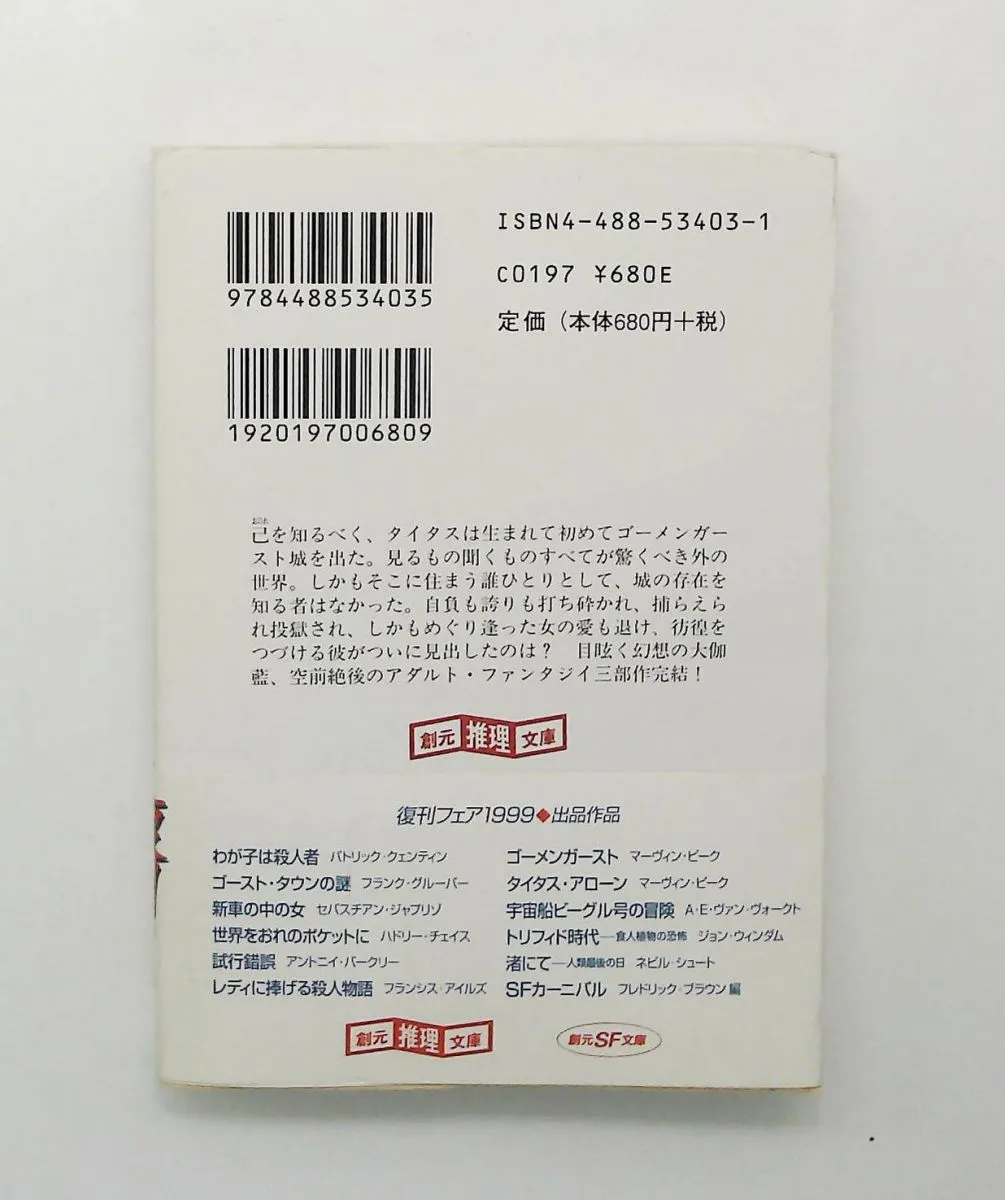 ISBN4-488-53403-1
9784488534035
C0197 ¥680E
定価(本体680円+税)
1920197006809
おのれ
己を知るべく、タイタスは生まれて初めてゴーメンガー
スト城を出た。見るもの聞くものすべてが驚くべき外の
世界。しかもそこに住まう誰ひとりとして、城の存在を
知る者はなかった。自負も誇りも打ち砕かれ、捕らえら
れ投獄され、しかもめぐり逢った女の愛も退け、彷徨を
つづける彼がついに見出したのは? 目眩く幻想の大伽
藍、空前絶後のアダルト・ファンタジイ三部作完結!
創元推理文庫
復刊フェア1999◆出品作品
わが子は殺人者 パトリック・クェンティン
ゴースト・タウンの謎 フランク・グルーバー
新車の中の女 セバスチアン・ジャプリゾ
世界をおれのポケットに ハドリー・チェイス
試行錯誤 アントニイ・バークリー
レディに捧げる殺人物語 フランシス・アイルズ
ゴーメンガースト マーヴィン・ピーク
タイタス・アローン マーヴィン・ピーク
宇宙船ビーグル号の冒険 A・E・ヴァン・ヴォークト
トリフィド時代—食人植物の恐怖 ジョン・ウィンダム
渚にて—人類最後の日 ネビル・シュート
SFカーニバル フレドリック・ブラウン編
創元推理文庫
創元SF文庫